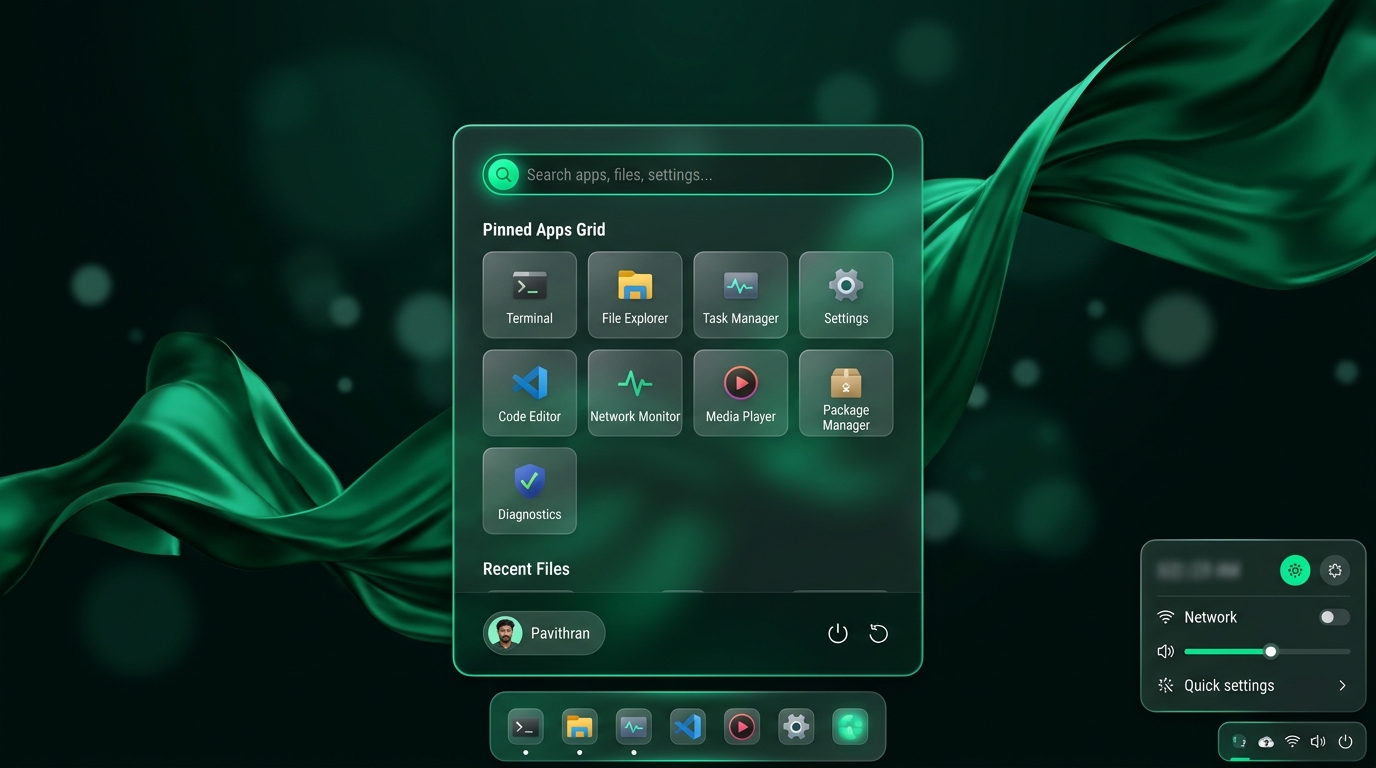 Search apps, files, settings...
Pinned Apps Grid
Terminal
File Explorer
Task Manager
Settings
Code Editor
Network Monitor
Media Player
Package
Manager
Diagnostics
Recent Files
Pavithran
Network
Quick settings